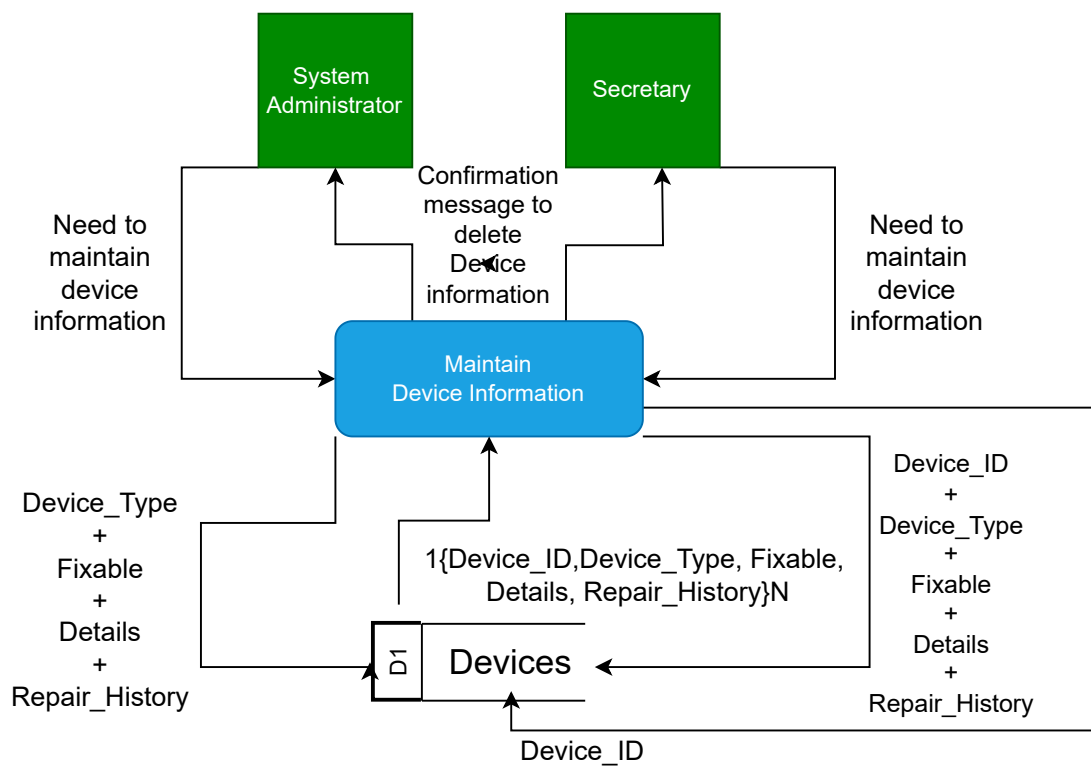 System
Administrator
Secretary
Confirmation
message to
delete
Device
information
Need to
maintain
device
information
Need to
maintain
device
information
Maintain
Device Information
Device_Type
+
Fixable
+
Details
+
Repair_History
1{Device_ID,Device_Type, Fixable,
Details, Repair_History}N
Device_ID
+
Device_Type
+
Fixable
+
Details
+
Repair_History
D1
Devices
Device_ID